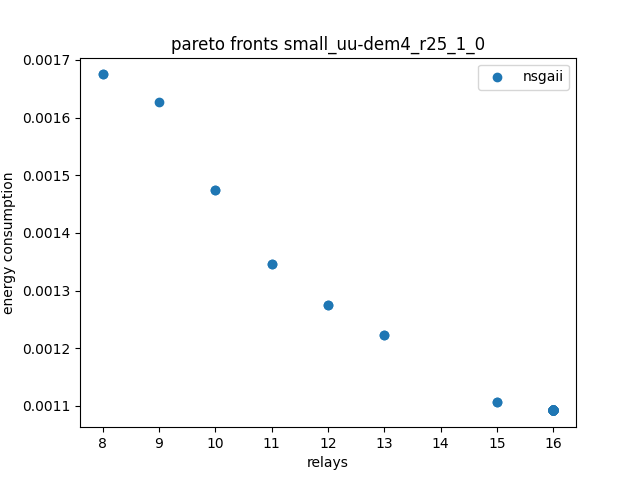 pareto fronts small_uu-dem4_r25_1_0
nsgaii
energy consumption
0.0017
0.0016
0.0015
0.0014
0.0013
0.0012
0.0011
8 9 10 11 12 13 14 15 16
relays